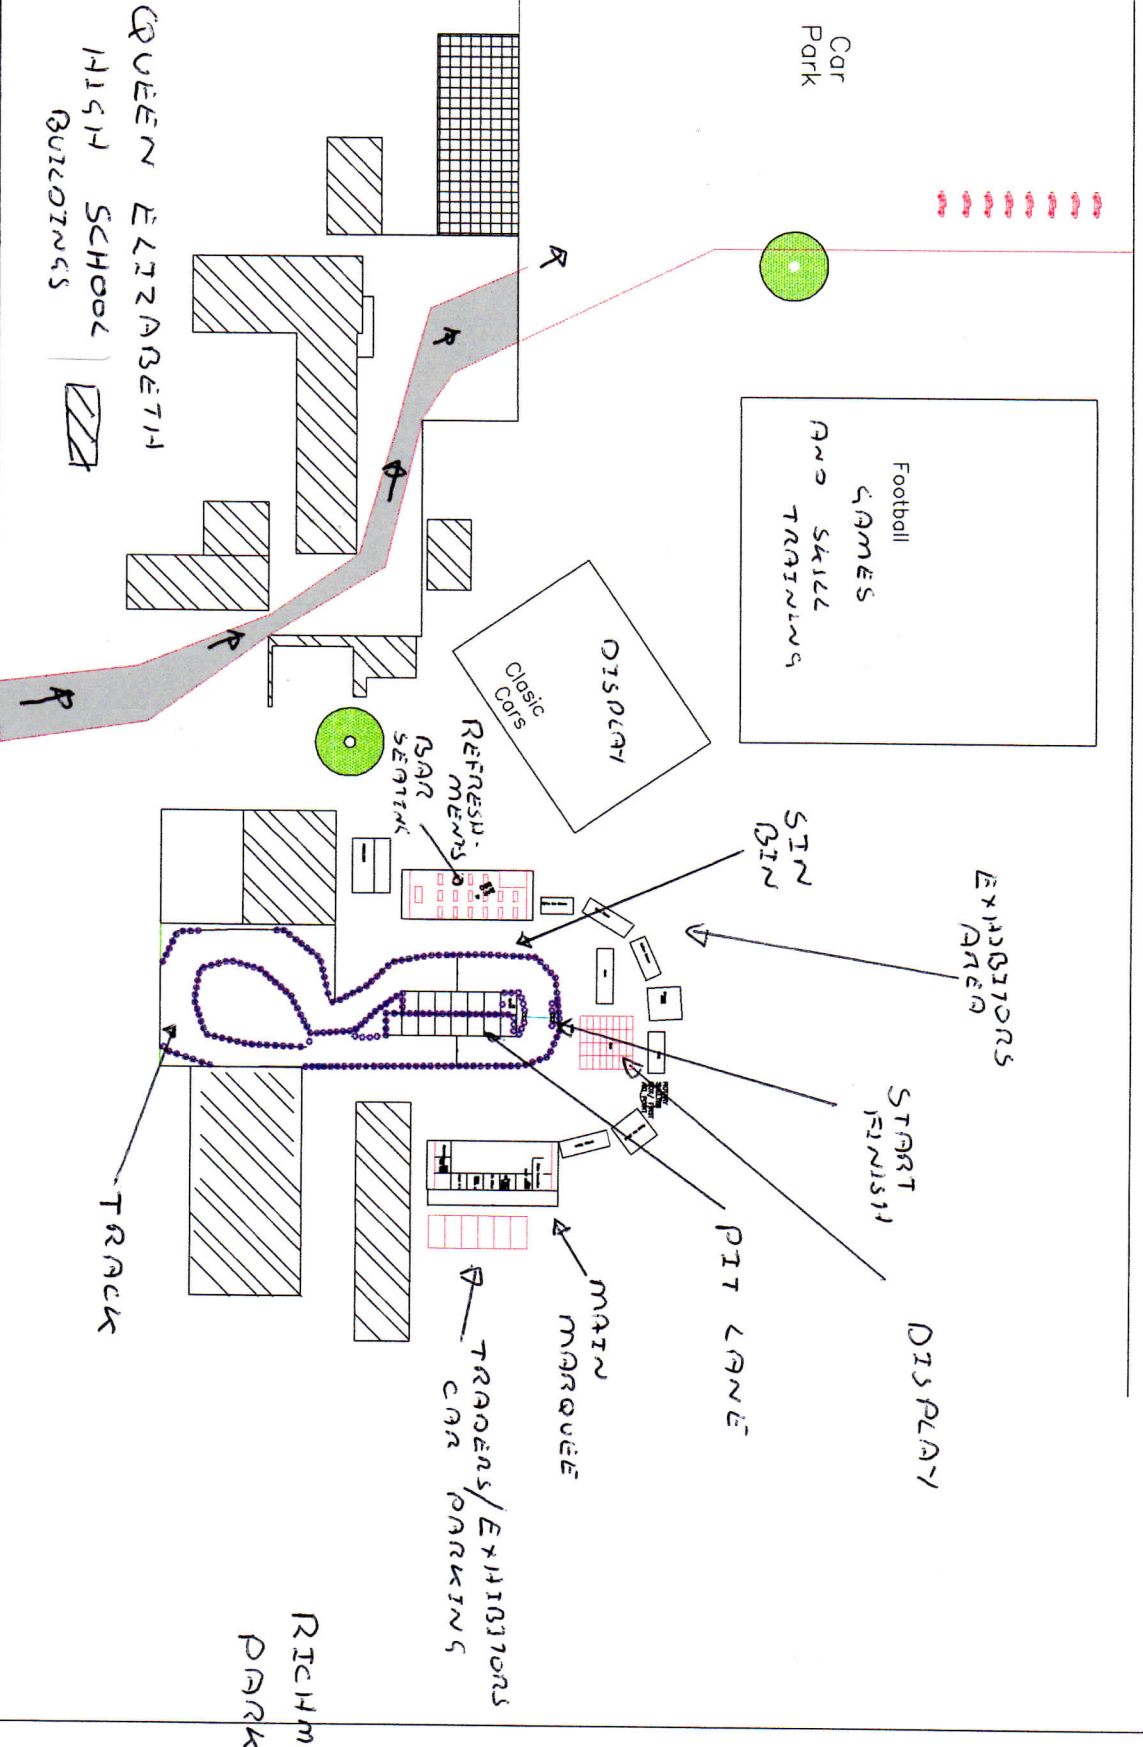 Car
Park
Football
GAMES
AND SKILL
TRAINING
EXHIBITORS
AREA
SIN
BIN
DISPLAY
Clasic
Cars
REFRESH-
MENTS
BAR
SEATING
START
FINISH
DISPLAY
PIT LANE
MAIN
MARQUEE
TRADERS/EXHIBITORS
CAR PARKING
TRACK
RICHM
PARK
QUEEN ELIZABETH
HIGH SCHOOL
BUILDINGS